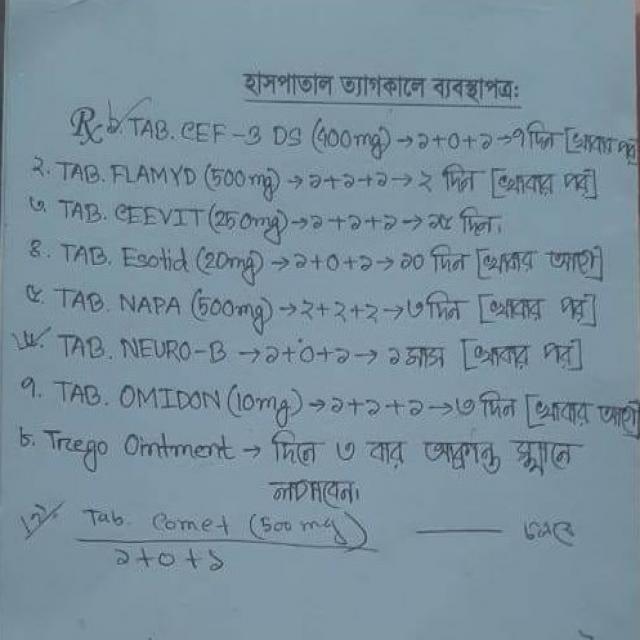 হাসপাতাল ত্যাগকালে ব্যবস্থাপত্র:
Rx ১. TAB. CEF-3 DS (400mg) → ১+০+১ → ৭ দিন [খাবার পর]
২. TAB. FLAMYD (500mg) → ১+১+১ → ২ দিন [খাবার পর]
৩. TAB. CEEVIT (250mg) → ১+১+১ → ১৫ দিন।
৪. TAB. Esotid (20mg) → ১+০+১ → ১০ দিন [খাবার আগে]
৫. TAB. NAPA (500mg) → ২+২+২ → ৩ দিন [খাবার পর]
৬. TAB. NEURO-B → ১+০+১ → ১ মাস [খাবার পর]
৭. TAB. OMIDON (10mg) → ১+১+১ → ৩ দিন [খাবার আগে]
৮. Trego Ointment → দিনে ৩ বার আক্রান্ত স্থানে
লাগাবেন।
Tab. Comet (500 mg) — চলবে
১+০+১